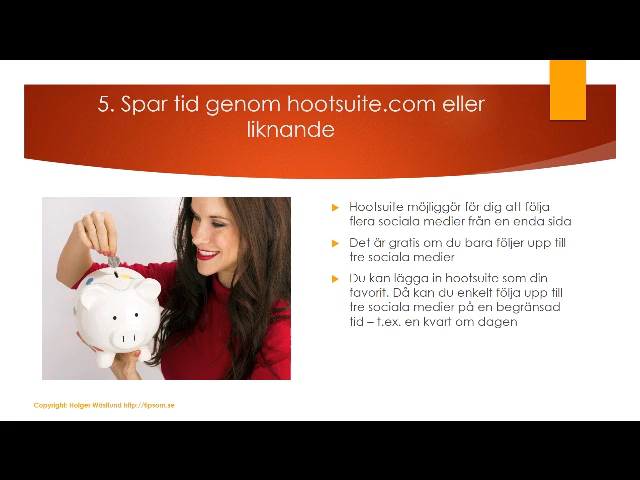 5. Spar tid genom hootsuite.com eller
liknande
Hootsuite möjliggör för dig att följa
flera sociala medier från en enda sida
Det är gratis om du bara följer upp till
tre sociala medier
Du kan lägga in hootsuite som din
favorit. Då kan du enkelt följa upp till
tre sociala medier på en begränsad
tid – t.ex. en kvart om dagen
Copyright: Holger Wästlund http://tipsom.se